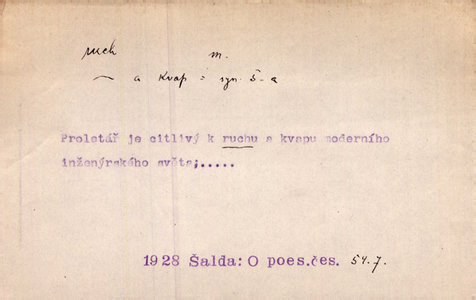 ruch m.
~ a kvap = syn. š-a
Proletář je citlivý k ruchu a kvapu moderního
inženýrského světa;.....
1928 Šalda: O poes.čes. 54.7.